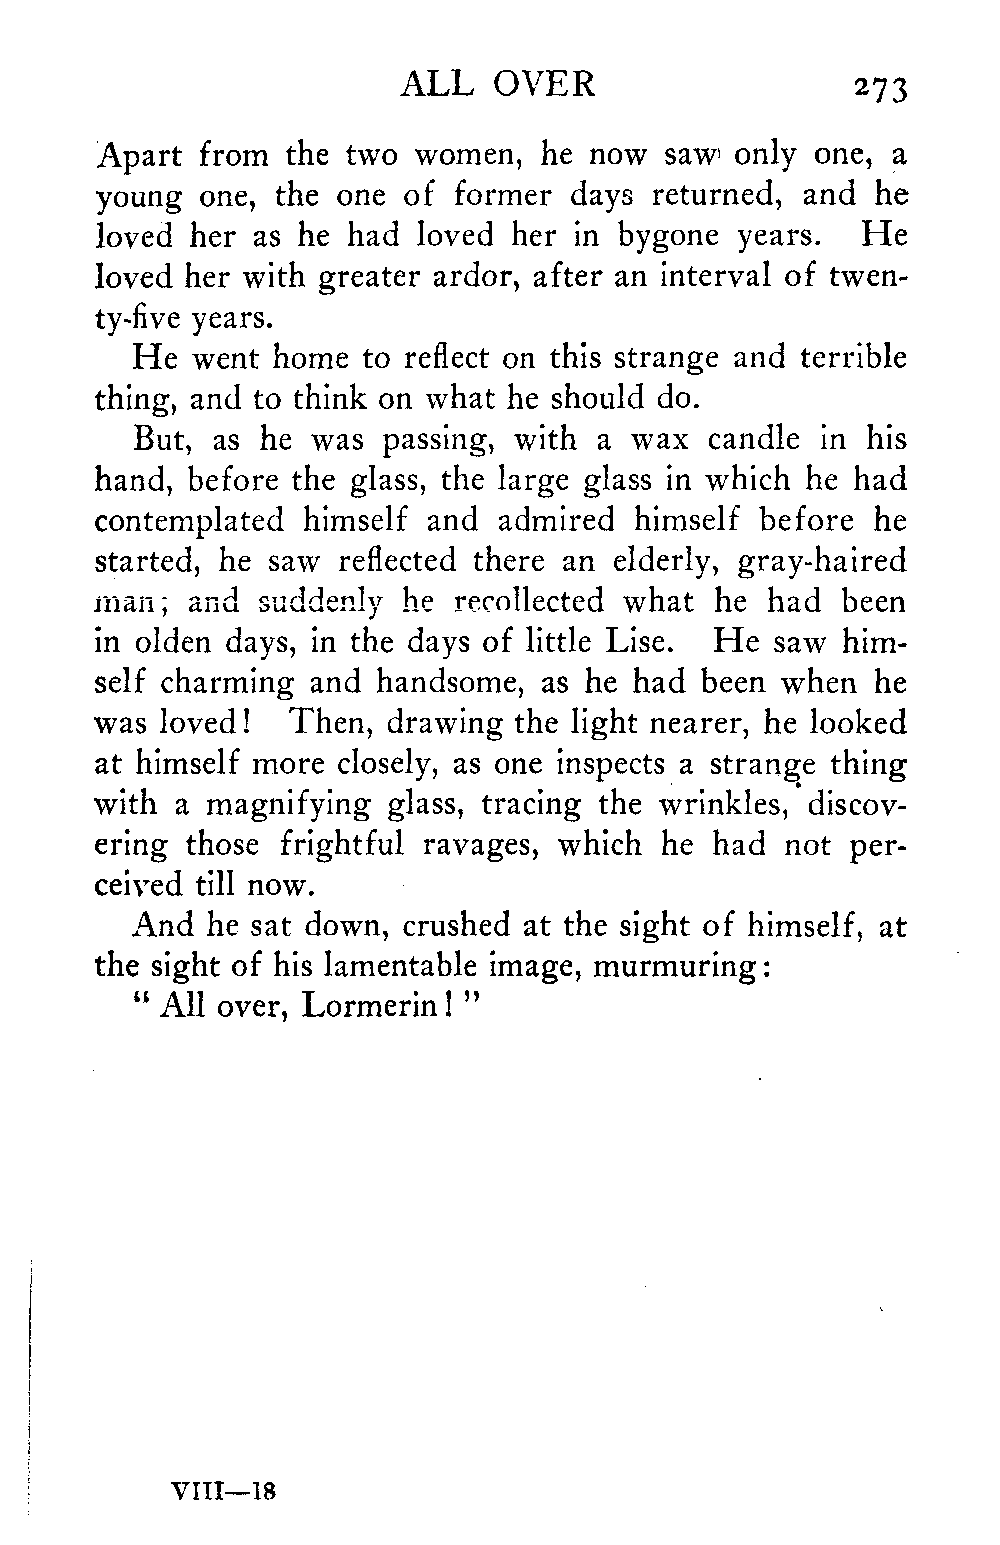 ALL OVER 273
Apart from the two women, he now saw only one, a
young one, the one of former days returned, and he
loved her as he had loved her in bygone years. He
loved her with greater ardor, after an interval of twen-
ty-five years.
He went home to reflect on this strange and terrible
thing, and to think on what he should do.
But, as he was passing, with a wax candle in his
hand, before the glass, the large glass in which he had
contemplated himself and admired himself before he
started, he saw reflected there an elderly, gray-haired
man; and suddenly he recollected what he had been
in olden days, in the days of little Lise. He saw him-
self charming and handsome, as he had been when he
was loved! Then, drawing the light nearer, he looked
at himself more closely, as one inspects a strange thing
with a magnifying glass, tracing the wrinkles, discov-
ering those frightful ravages, which he had not per-
ceived till now.
And he sat down, crushed at the sight of himself, at
the sight of his lamentable image, murmuring:
" All over, Lormerin! "
VIII—18